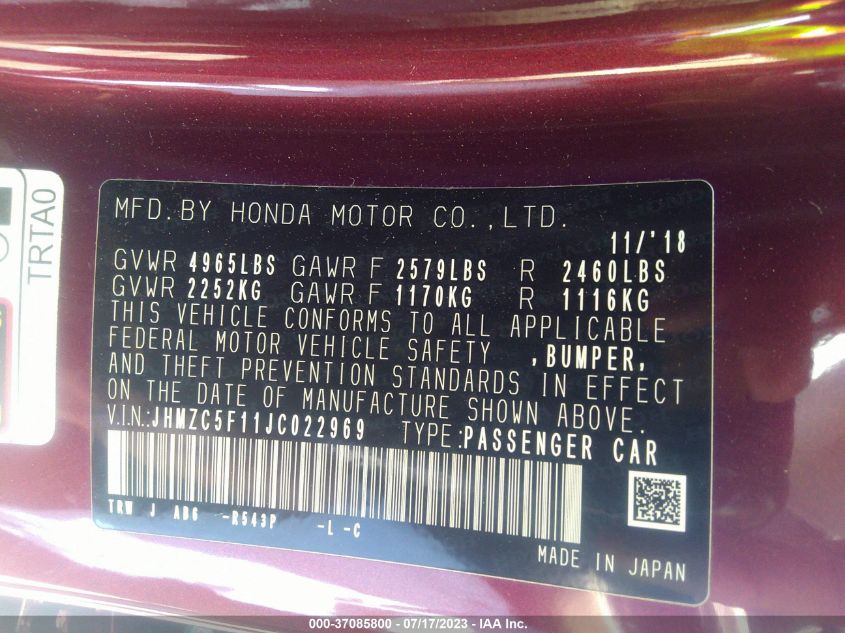 TRTA0
MFD. BY HONDA MOTOR CO.,LTD.
11/'18
GVWR 4965LBS GAWR F 2579LBS R 2460LBS
GVWR 2252KG GAWR F 1170KG R 1116KG
THIS VEHICLE CONFORMS TO ALL APPLICABLE
FEDERAL MOTOR VEHICLE SAFETY ,BUMPER,
AND THEFT PREVENTION STANDARDS IN EFFECT
ON THE DATE OF MANUFACTURE SHOWN ABOVE.
V.I.N.:JHMZC5F11JC022969 TYPE:PASSENGER CAR
TRW J AB6 -R543P -L -C
MADE IN JAPAN
000-37085800 - 07/17/2023 - IAA Inc.